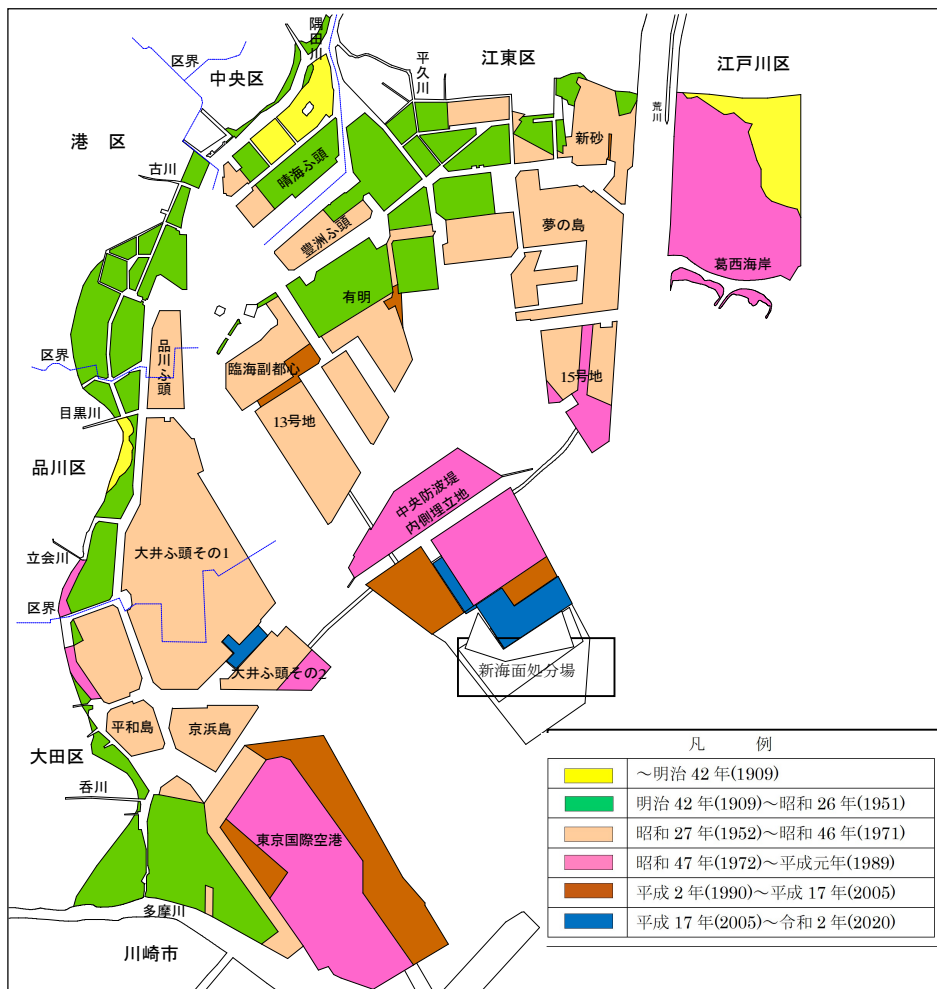 隅田川
区界
中央区
平久川
江東区
江戸川区
荒川
港 区
新砂
古川
晴海ふ頭
夢の島
豊洲ふ頭
葛西海岸
有明
区界
品川ふ頭
臨海副都心
15号地
目黒川
13号地
品川区
中央防波堤
内側埋立地
立会川
大井ふ頭その1
区界
大井ふ頭その2
新海面処分場
平和島
京浜島
大田区
呑川
東京国際空港
多摩川
川崎市
凡 例
～明治 42 年(1909)
明治 42 年(1909)～昭和 26 年(1951)
昭和 27 年(1952)～昭和 46 年(1971)
昭和 47 年(1972)～平成元年(1989)
平成 2 年(1990)～平成 17 年(2005)
平成 17 年(2005)～令和 2 年(2020)